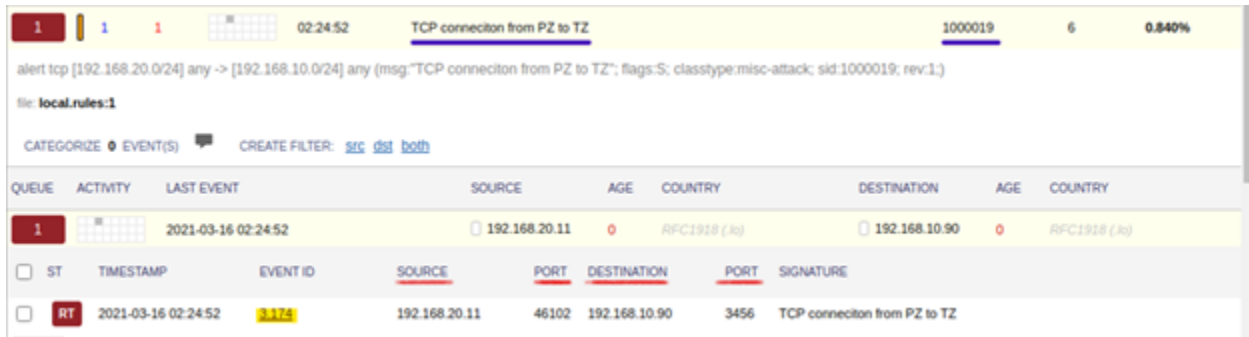 1 1 1 02:24:52 TCP conneciton from PZ to TZ 1000019 6 0.840%
alert tcp [192.168.20.0/24] any -> [192.168.10.0/24] any (msg:"TCP conneciton from PZ to TZ"; flags:S; classtype:misc-attack; sid:1000019; rev:1;)
file: local.rules:1
CATEGORIZE 0 EVENT(S) CREATE FILTER: src dst both
QUEUE ACTIVITY LAST EVENT SOURCE AGE COUNTRY DESTINATION AGE COUNTRY
1 2021-03-16 02:24:52 192.168.20.11 0 RFC1918 (.lo) 192.168.10.90 0 RFC1918 (.lo)
ST TIMESTAMP EVENT ID SOURCE PORT DESTINATION PORT SIGNATURE
RT 2021-03-16 02:24:52 3.174 192.168.20.11 46102 192.168.10.90 3456 TCP conneciton from PZ to TZ